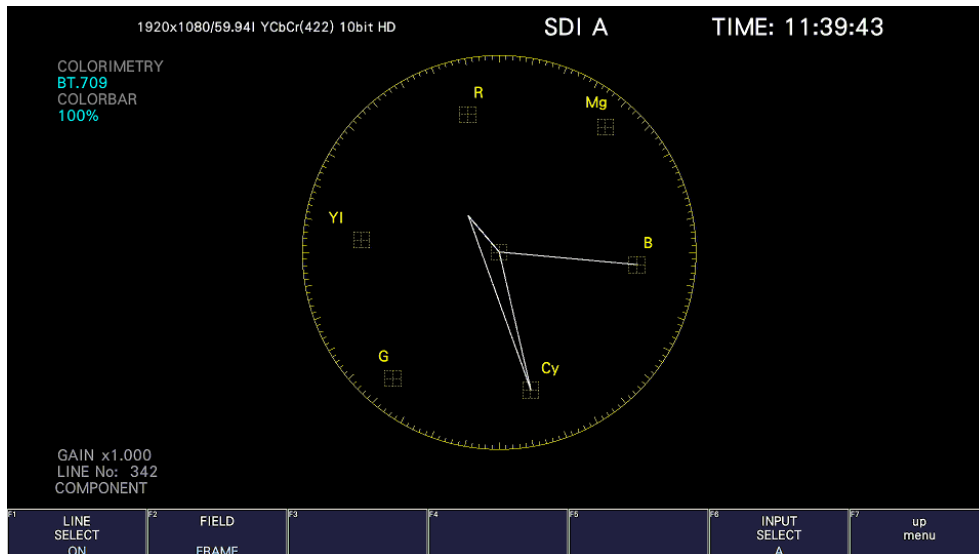 1920x1080/59.94I YCbCr(422) 10bit HD
SDI A
TIME: 11:39:43
COLORIMETRY
BT.709
COLORBAR
100%
R
Mg
Yl
B
G
Cy
GAIN x1.000
LINE No: 342
COMPONENT
F1
LINE
SELECT
ON
F2
FIELD
FRAME
F3
F4
F5
F6
INPUT
SELECT
A
F7
up
menu